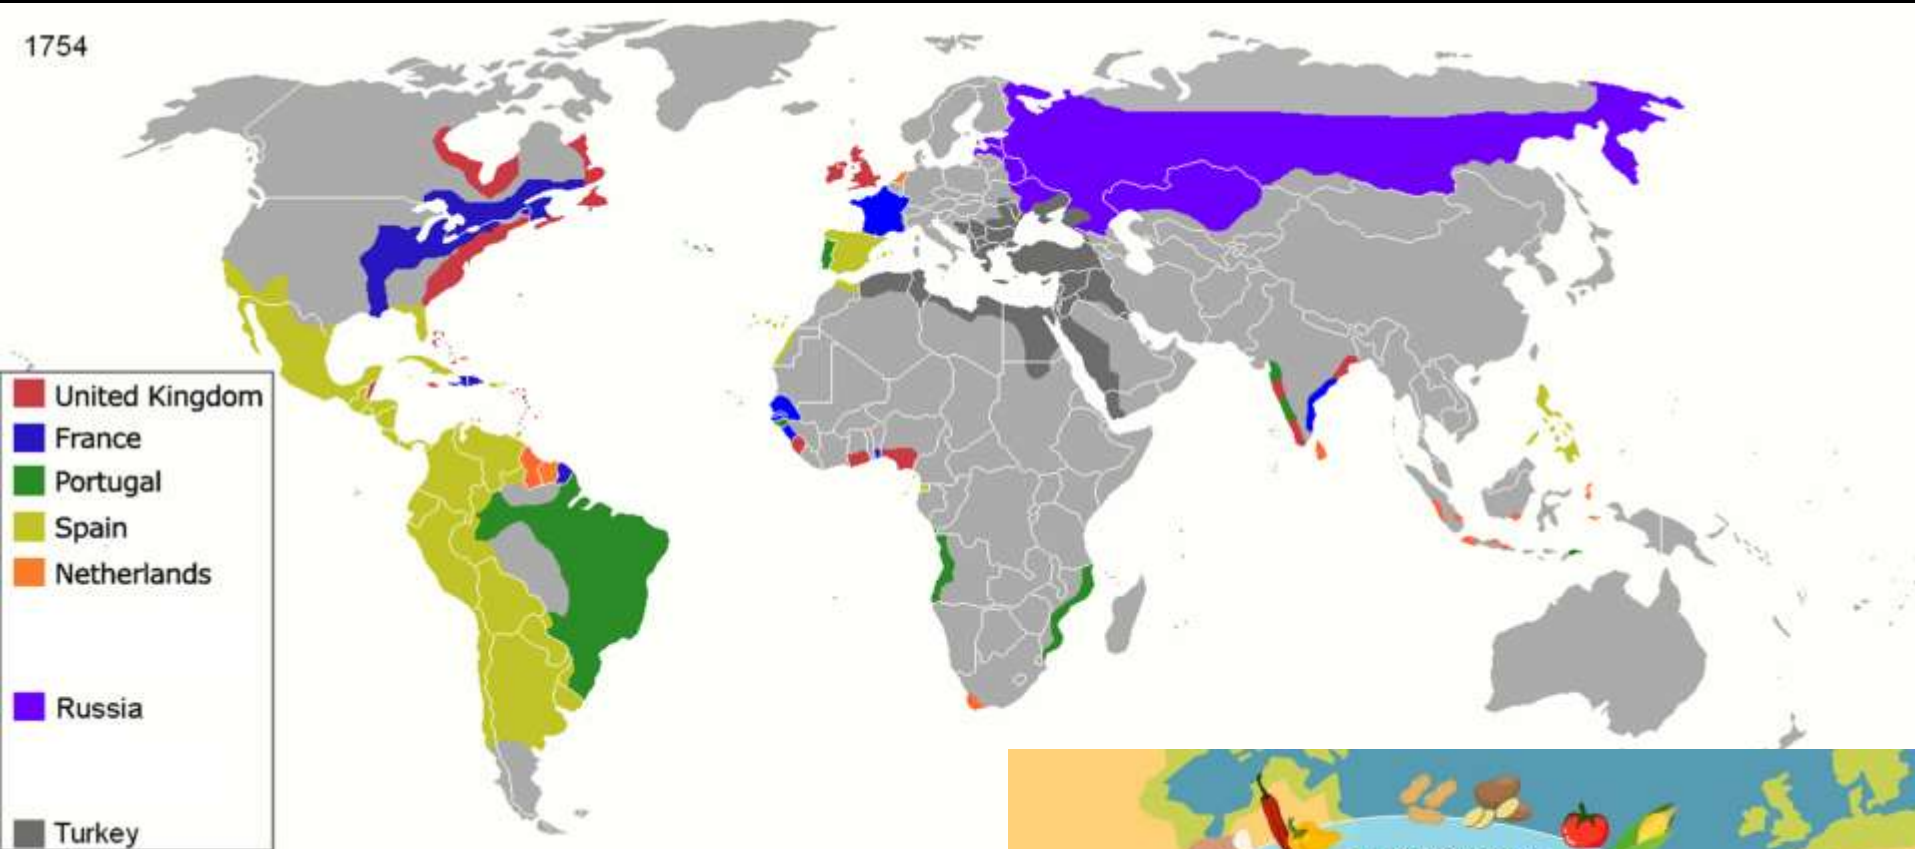 1754
United Kingdom
France
Portugal
Spain
Netherlands
Russia
Turkey